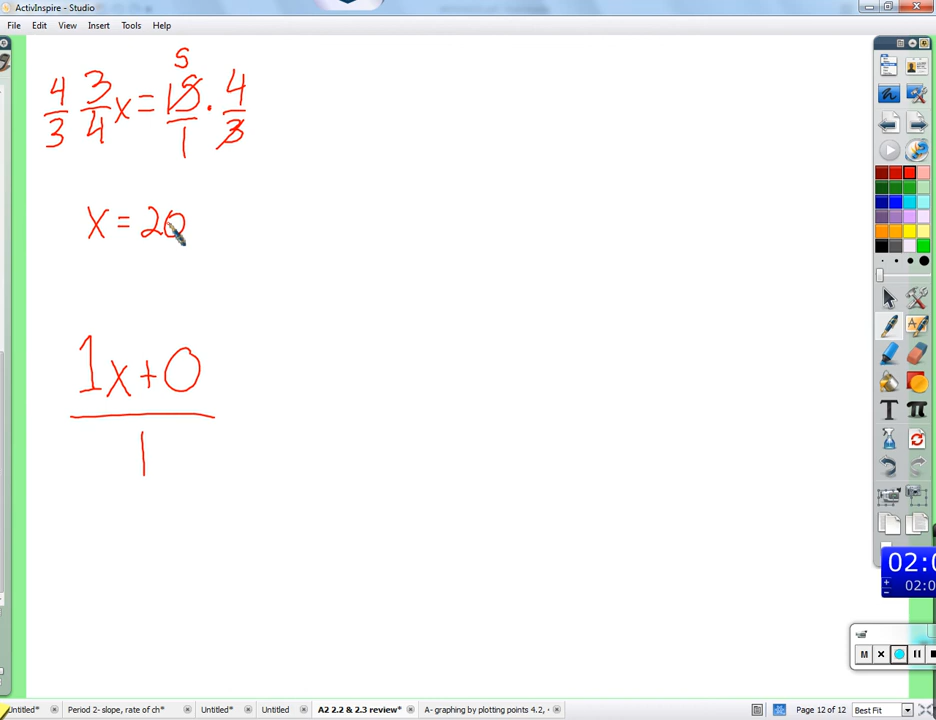 ActivInspire - Studio
File Edit View Insert Tools Help
5
4/3 3/4 x = 15/1 · 4/3
x = 20
1x + 0
1
02:0
02:0
M
Untitled* Period 2- slope, rate of ch* Untitled* Untitled A2 2.2 & 2.3 review* A- graphing by plotting points 4.2, - Page 12 of 12 Best Fit